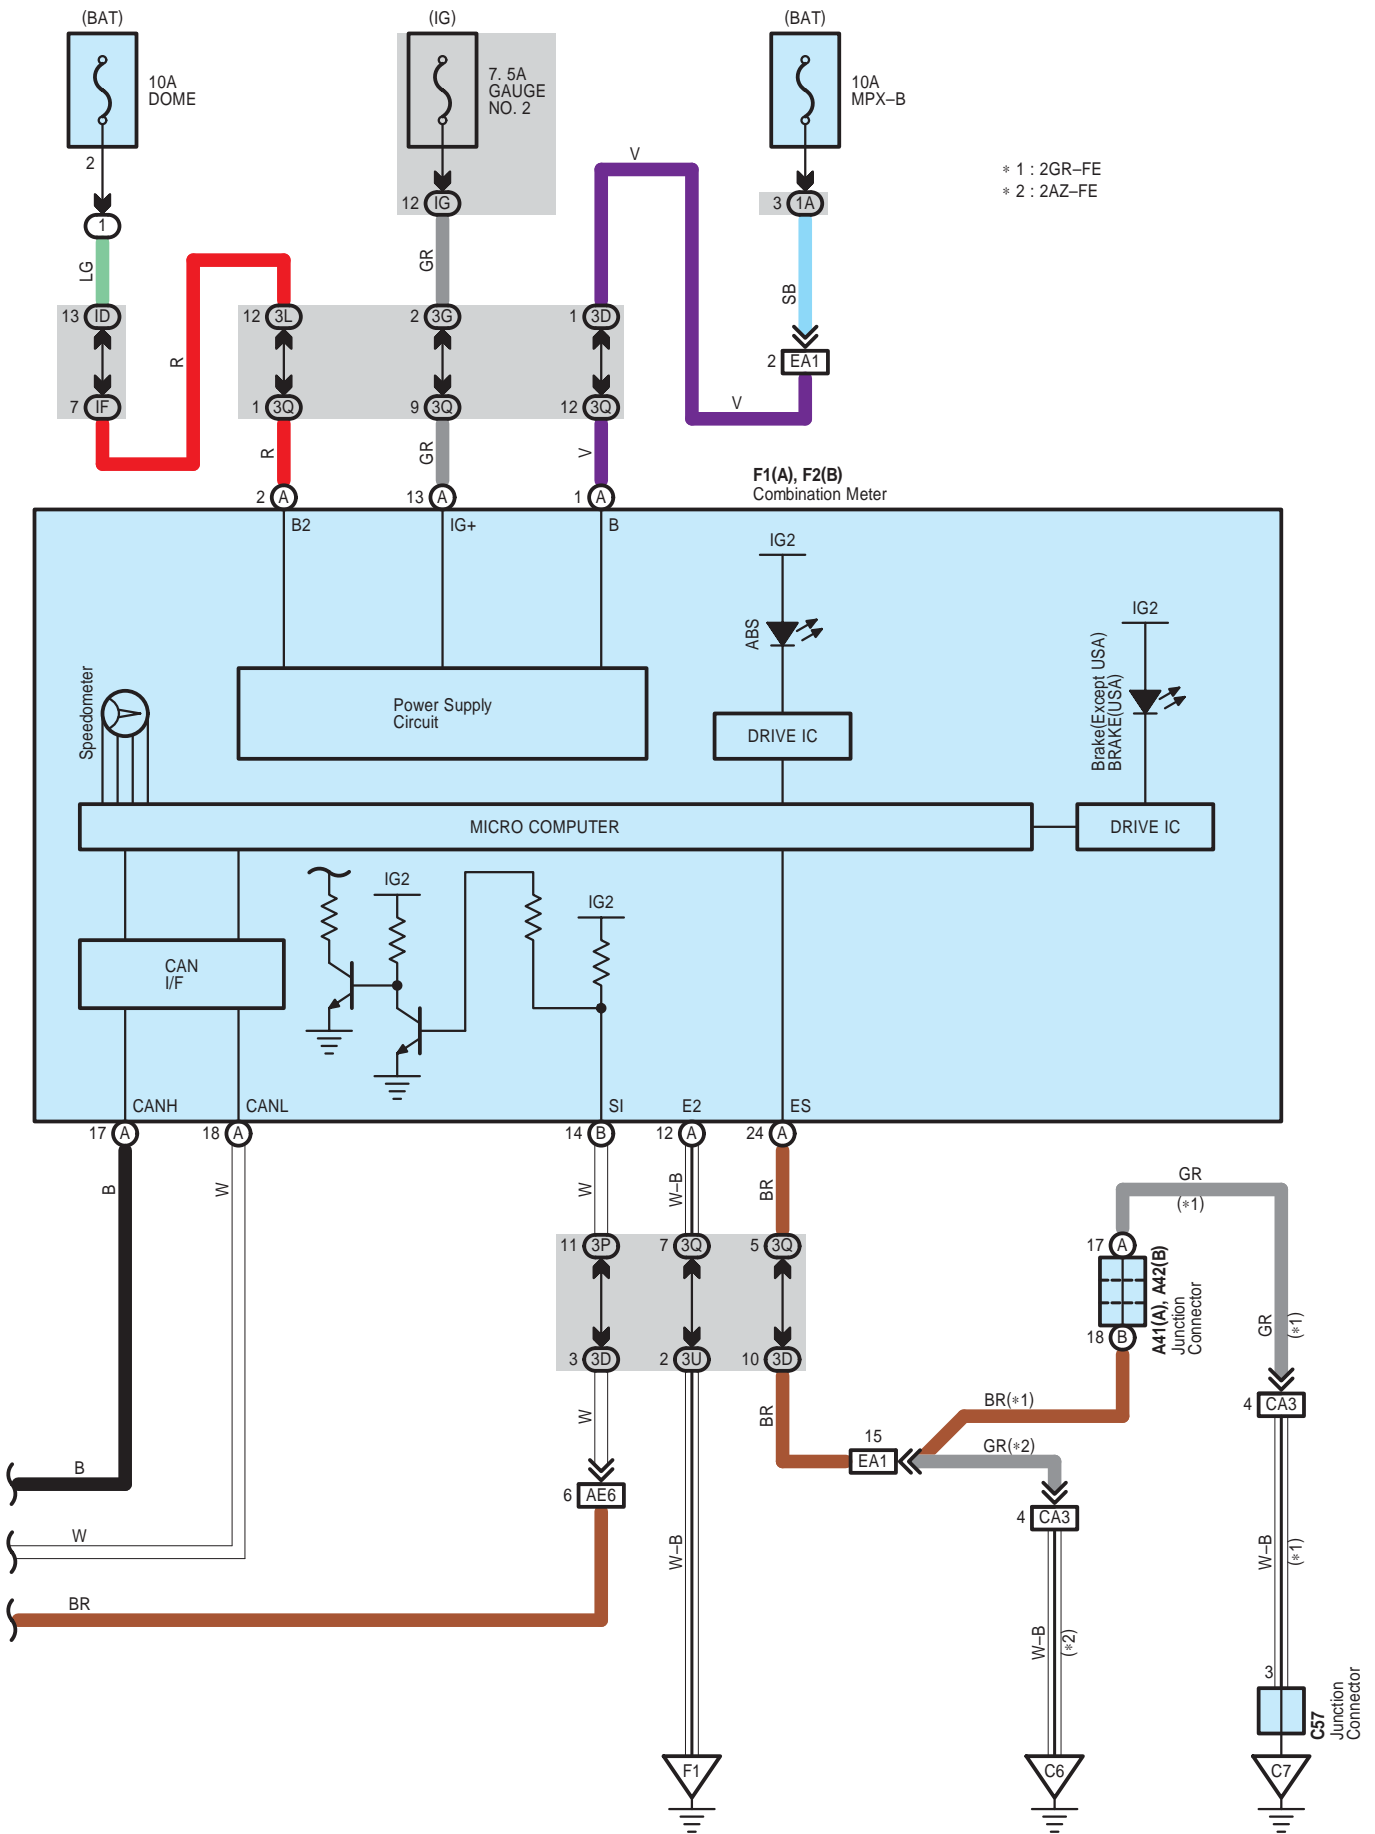 (BAT)
(IG)
(BAT)
10A
DOME
7. 5A
GAUGE
NO. 2
10A
MPX–B
∗ 1 : 2GR–FE
∗ 2 : 2AZ–FE
2
1
12 IG
3 1A
V
LG
GR
SB
R
13 ID
12 3L
2 3G
1 3D
2 EA1
7 IF
1 3Q
9 3Q
12 3Q
V
R
GR
V
F1(A), F2(B)
Combination Meter
2 A
13 A
1 A
B2
IG+
B
IG2
ABS
IG2
Brake(Except USA)
BRAKE(USA)
Speedometer
Power Supply
Circuit
DRIVE IC
MICRO COMPUTER
DRIVE IC
IG2
IG2
CAN
I/F
CANH
CANL
SI
E2
ES
17 A
18 A
14 B
12 A
24 A
B
W
W
W–B
BR
GR
(∗1)
11 3P
7 3Q
5 3Q
17 A
A41(A), A42(B)
Junction
Connector
18 B
GR
(∗1)
3 3D
2 3U
10 3D
W
BR
BR(∗1)
4 CA3
15
EA1
GR(∗2)
B
6 AE6
4 CA3
W
W–B
W–B
(∗1)
BR
W–B
(∗2)
3
C57
Junction
Connector
F1
C6
C7